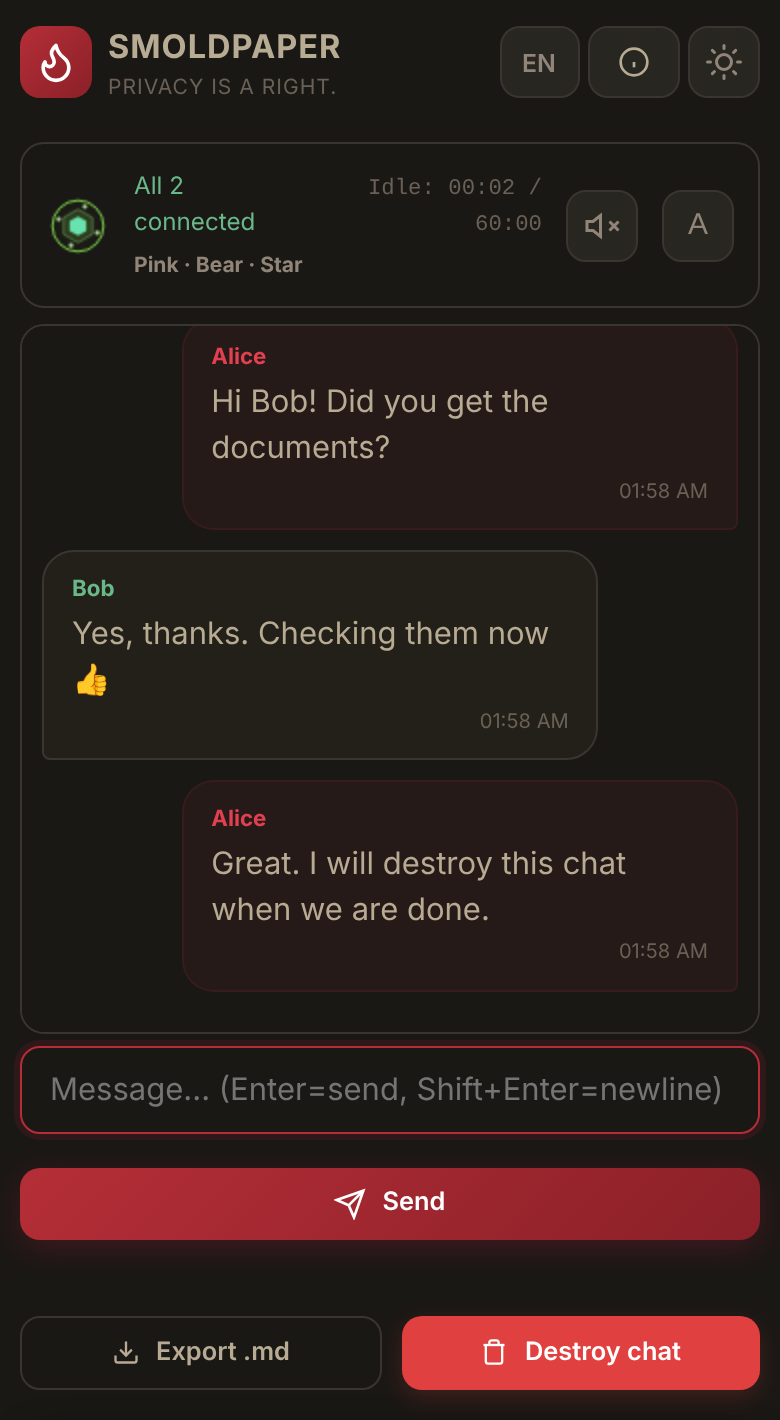 SMOLDPAPER
PRIVACY IS A RIGHT.
EN
All 2
connected
Pink · Bear · Star
Idle: 00:02 /
60:00
A
Alice
Hi Bob! Did you get the
documents?
01:58 AM
Bob
Yes, thanks. Checking them now
👍
01:58 AM
Alice
Great. I will destroy this chat
when we are done.
01:58 AM
Message... (Enter=send, Shift+Enter=newline)
Send
Export .md
Destroy chat